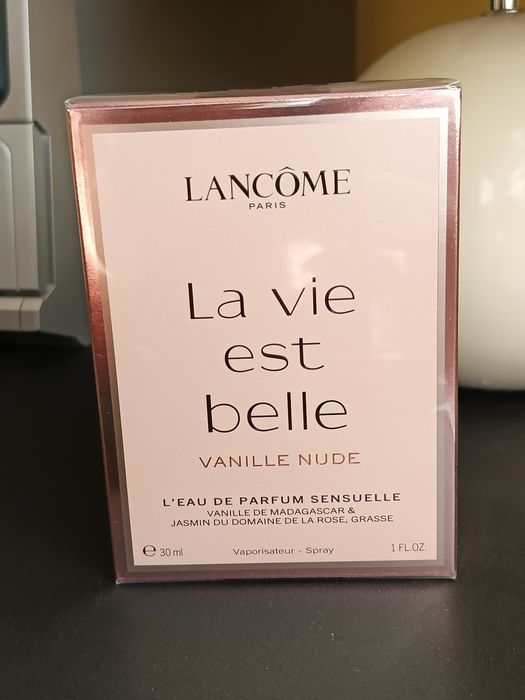 LANCÔME
PARIS
La vie
est
belle
VANILLE NUDE
L'EAU DE PARFUM SENSUELLE
VANILLE DE MADAGASCAR &
JASMIN DU DOMAINE DE LA ROSE, GRASSE
℮ 30 ml Vaporisateur - Spray 1 FL.OZ.